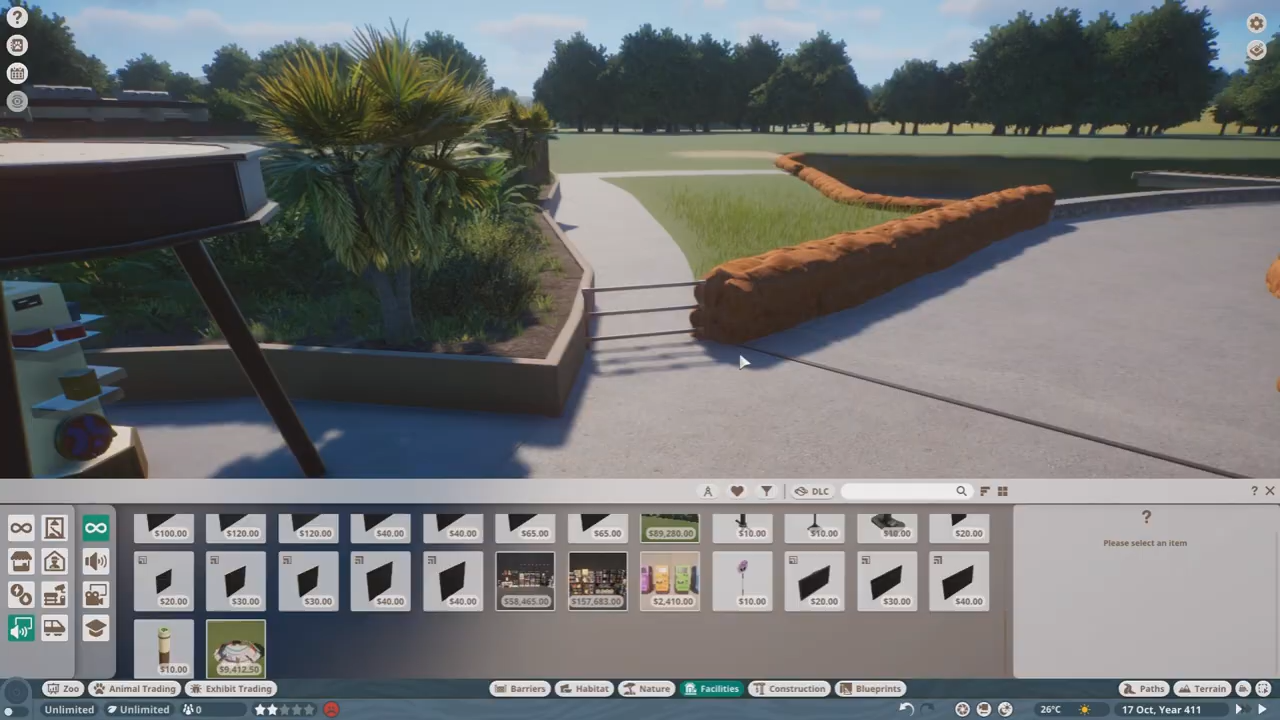 DLC
?
$100.00 $120.00 $120.00 $40.00 $40.00 $65.00 $65.00 $89,280.00 $10.00 $10.00 $10.00 $20.00
?
Please select an item
$20.00 $30.00 $30.00 $40.00 $40.00 $58,465.00 $157,683.00 $2,410.00 $10.00 $20.00 $30.00 $40.00
$10.00 $9,412.50
Zoo Animal Trading Exhibit Trading Barriers Habitat Nature Facilities Construction Blueprints Paths Terrain
Unlimited Unlimited 0 26°C 17 Oct, Year 411